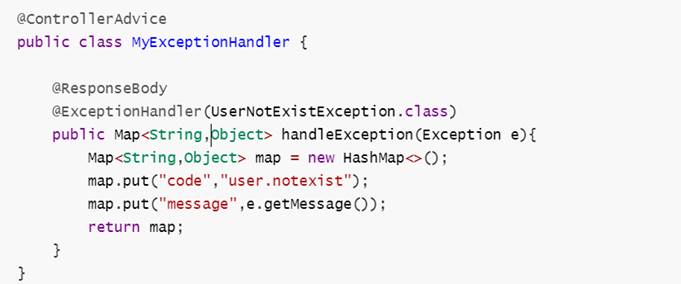 @ControllerAdvice
public class MyExceptionHandler {
@ResponseBody
@ExceptionHandler(UserNotExistException.class)
public Map<String,Object> handleException(Exception e){
Map<String,Object> map = new HashMap<>();
map.put("code","user.notexist");
map.put("message",e.getMessage());
return map;
}
}